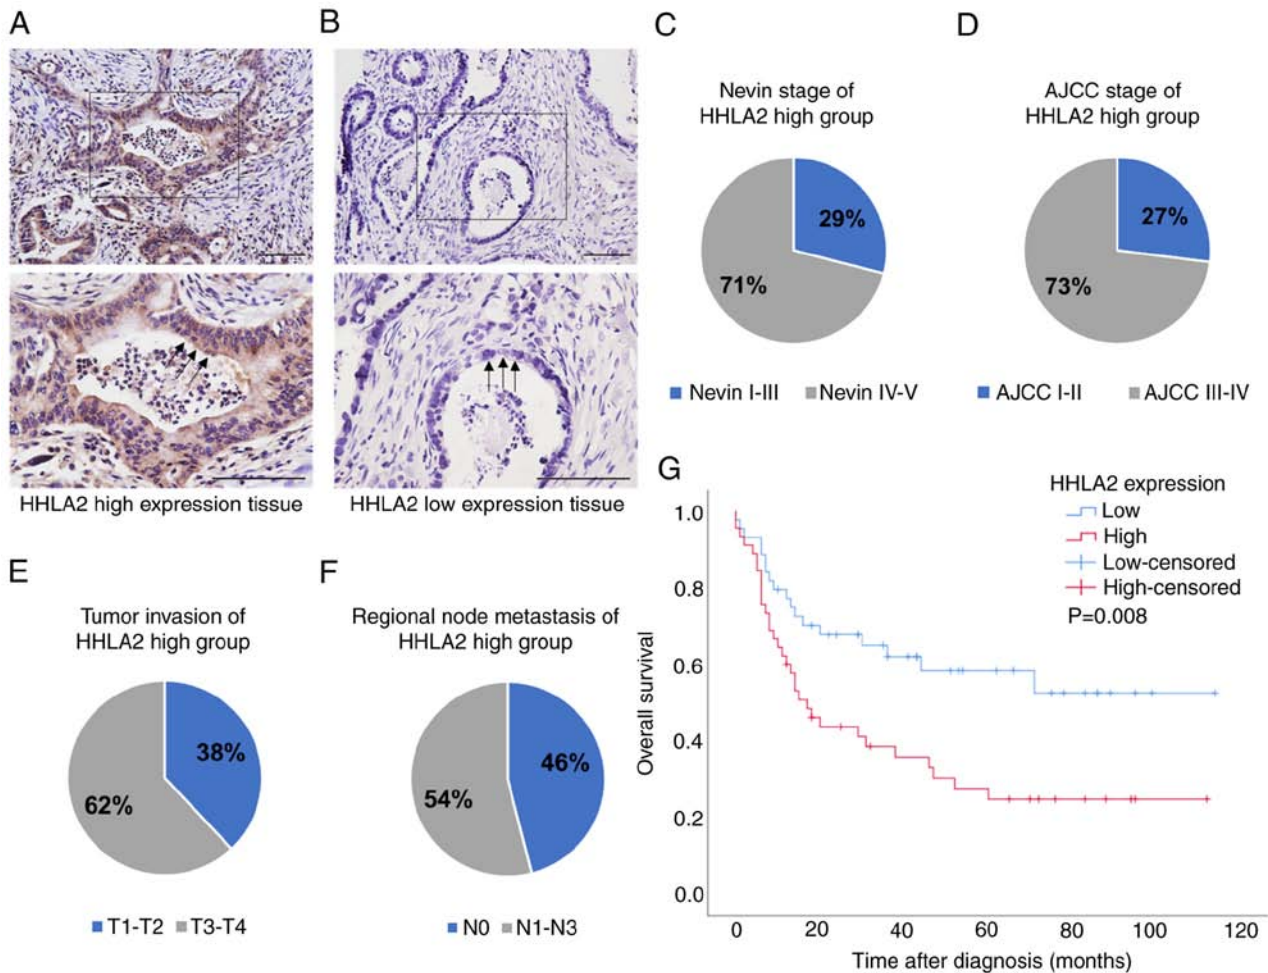 A
B
HHLA2 high expression tissue
HHLA2 low expression tissue
C
Nevin stage of
HHLA2 high group
29%
71%
Nevin I-III Nevin IV-V
D
AJCC stage of
HHLA2 high group
27%
73%
AJCC I-II AJCC III-IV
E
Tumor invasion of
HHLA2 high group
38%
62%
T1-T2 T3-T4
F
Regional node metastasis of
HHLA2 high group
46%
54%
N0 N1-N3
G
HHLA2 expression
Low
High
Low-censored
High-censored
P=0.008
Overall survival
1.0
0.8
0.6
0.4
0.2
0.0
0 20 40 60 80 100 120
Time after diagnosis (months)